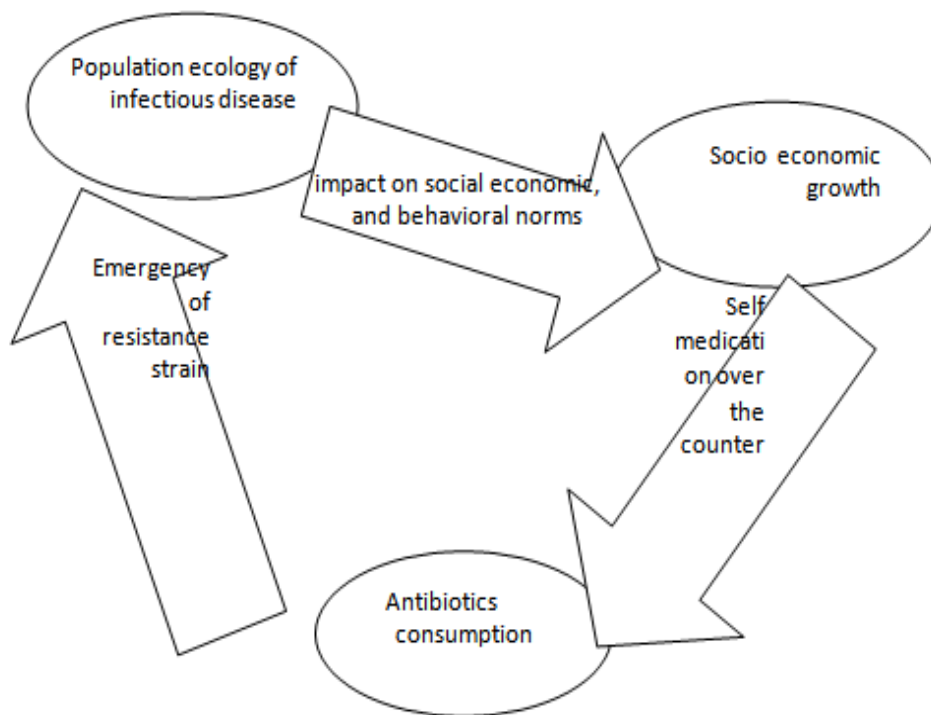 Population ecology of
infectious disease
impact on social economic,
and behavioral norms
Socio economic
growth
Self
medicati
on over
the
counter
Antibiotics
consumption
Emergency
of
resistance
strain